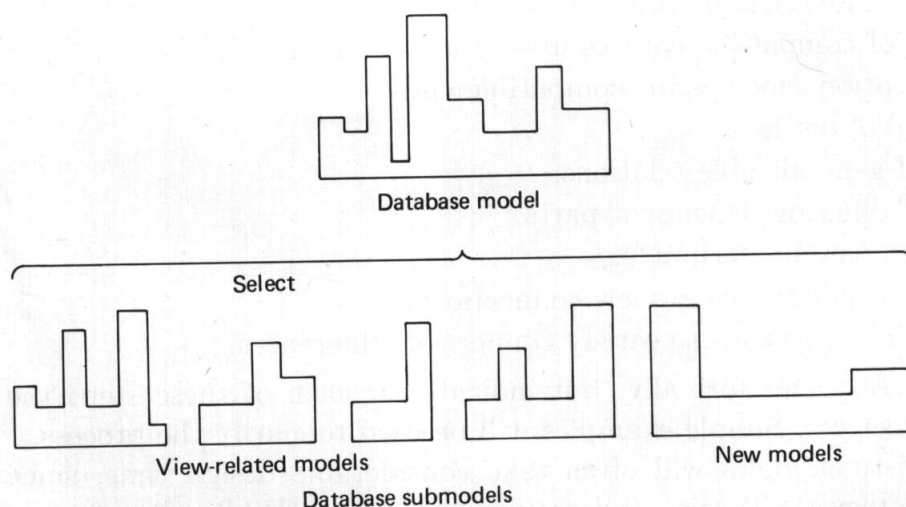 Database model
Select
View-related models
New models
Database submodels